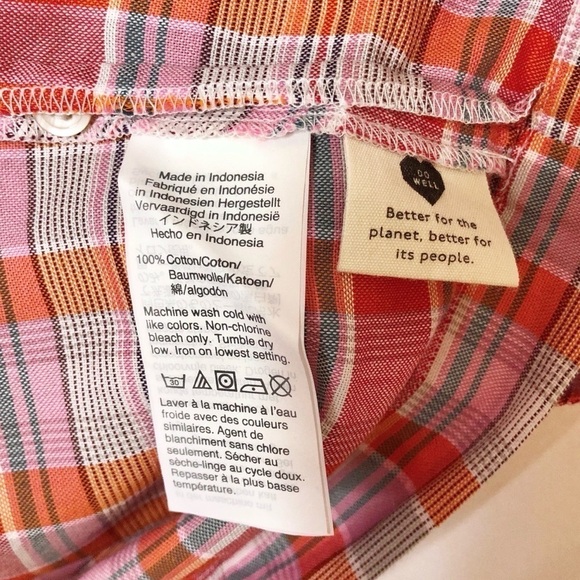 Made in Indonesia
Fabriqué en Indonésie
in Indonesien Hergestellt
Vervaardigd in Indonesië
インドネシア製
Hecho en Indonesia
100% Cotton/Coton/
Baumwolle/Katoen/
綿/algodón
Machine wash cold with
like colors. Non-chlorine
bleach only. Tumble dry
low. Iron on lowest setting.
30
Laver à la machine à l'eau
froide avec des couleurs
similaires. Agent de
blanchiment sans chlore
seulement. Sécher au
sèche-linge au cycle doux.
Repasser à la plus basse
température.
DO
WELL
Better for the
planet, better for
its people.